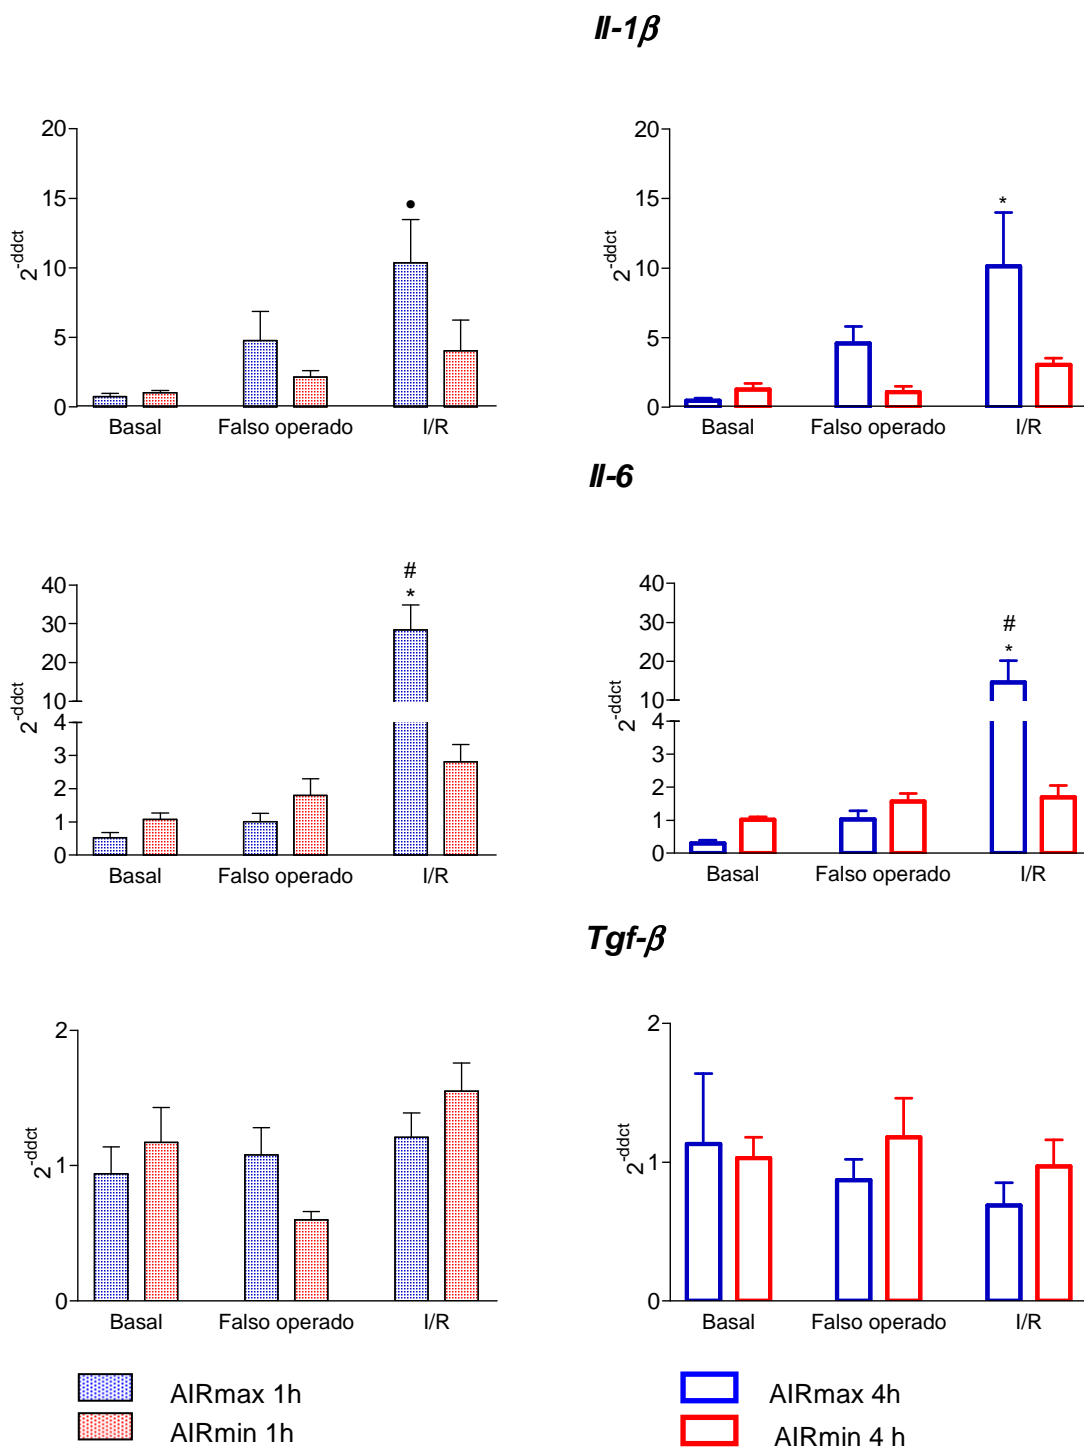 Il-1β
20
15
10
5
0
2-ddct
Basal Falso operado I/R
•
20
15
10
5
0
2-ddct
Basal Falso operado I/R
*
Il-6
40
30
20
10
4
3
2
1
0
2-ddct
Basal Falso operado I/R
#
*
40
30
20
10
4
3
2
1
0
2-ddct
Basal Falso operado I/R
#
*
Tgf-β
2
1
0
2-ddct
Basal Falso operado I/R
2
1
0
2-ddct
Basal Falso operado I/R
AIRmax 1h
AIRmin 1h
AIRmax 4h
AIRmin 4 h